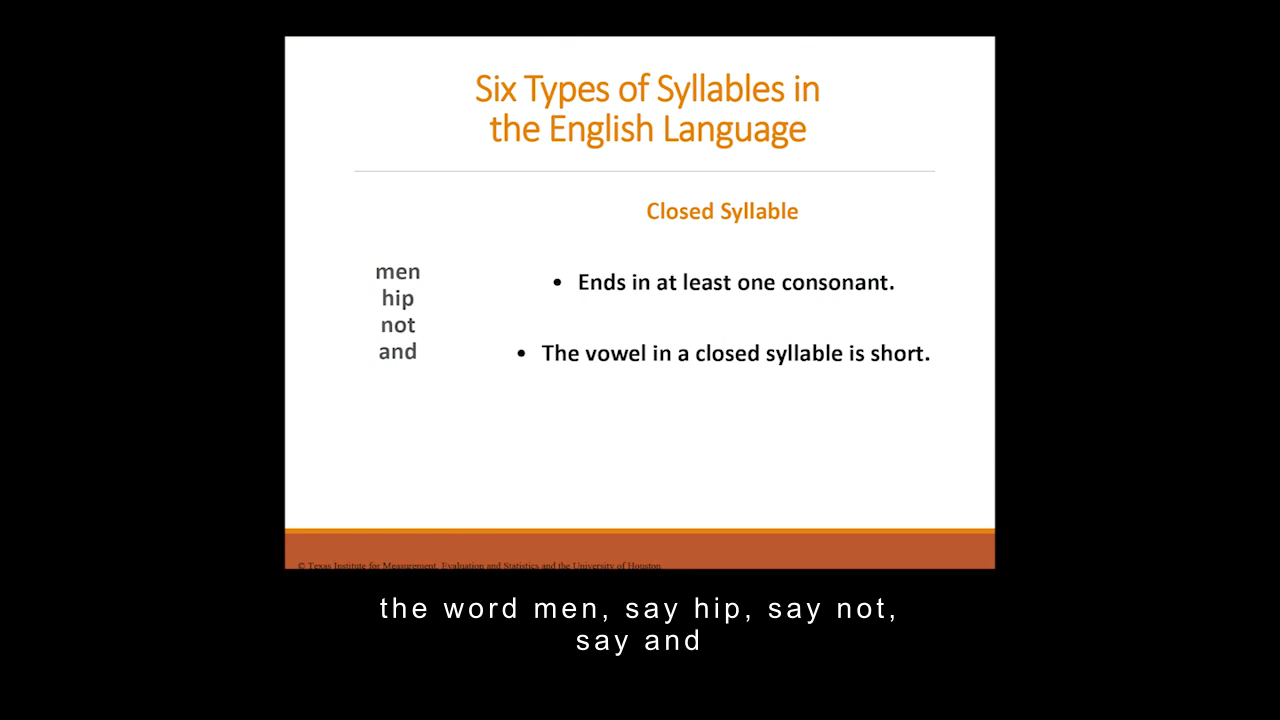 Six Types of Syllables in
the English Language
Closed Syllable
men
hip
not
and
• Ends in at least one consonant.
• The vowel in a closed syllable is short.
© Texas Institute for Measurement, Evaluation and Statistics and the University of Houston.
the word men, say hip, say not,
say and